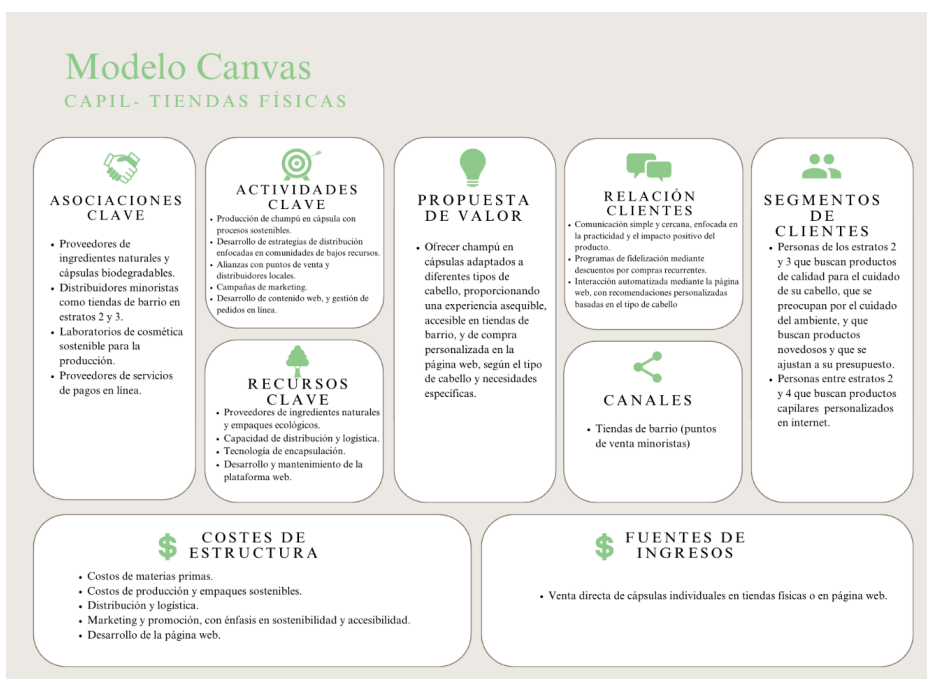 Modelo Canvas
CAPIL- TIENDAS FÍSICAS
ASOCIACIONES
CLAVE
• Proveedores de
ingredientes naturales y
cápsulas biodegradables.
• Distribuidores minoristas
como tiendas de barrio en
estratos 2 y 3.
• Laboratorios de cosmética
sostenible para la
producción.
• Proveedores de servicios
de pagos en línea.
ACTIVIDADES
CLAVE
• Producción de champú en cápsula con
procesos sostenibles.
• Desarrollo de estrategias de distribución
enfocadas en comunidades de bajos recursos.
• Alianzas con puntos de venta y
distribuidores locales.
• Campañas de marketing.
• Desarrollo de contenido web, y gestión de
pedidos en línea.
RECURSOS
CLAVE
• Proveedores de ingredientes naturales
y empaques ecológicos.
• Capacidad de distribución y logística.
• Tecnología de encapsulación.
• Desarrollo y mantenimiento de la
plataforma web.
PROPUESTA
DE VALOR
• Ofrecer champú en
cápsulas adaptados a
diferentes tipos de
cabello, proporcionando
una experiencia asequible,
accesible en tiendas de
barrio, y de compra
personalizada en la
página web, según el tipo
de cabello y necesidades
específicas.
RELACIÓN
CLIENTES
• Comunicación simple y cercana, enfocada en
la practicidad y el impacto positivo del
producto.
• Programas de fidelización mediante
descuentos por compras recurrentes.
• Interacción automatizada mediante la página
web, con recomendaciones personalizadas
basadas en el tipo de cabello
CANALES
• Tiendas de barrio (puntos
de venta minoristas)
SEGMENTOS
DE
CLIENTES
• Personas de los estratos 2
y 3 que buscan productos
de calidad para el cuidado
de su cabello, que se
preocupan por el cuidado
del ambiente, y que
buscan productos
novedosos y que se
ajustan a su presupuesto.
• Personas entre estratos 2
y 4 que buscan productos
capilares personalizados
en internet.
$ COSTES DE
ESTRUCTURA
• Costos de materias primas.
• Costos de producción y empaques sostenibles.
• Distribución y logística.
• Marketing y promoción, con énfasis en sostenibilidad y accesibilidad.
• Desarrollo de la página web.
$ FUENTES DE
INGRESOS
• Venta directa de cápsulas individuales en tiendas físicas o en página web.